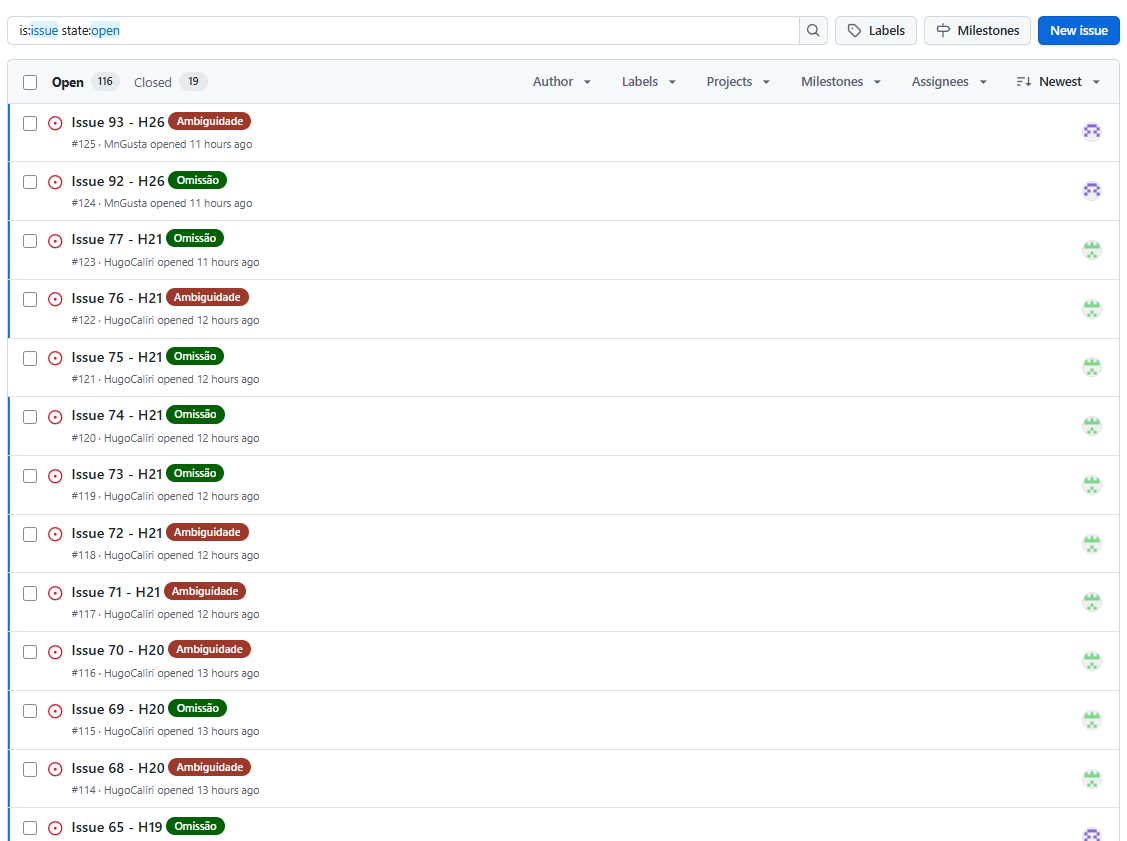 is:issue state:open
Labels
Milestones
New issue
Open 116 Closed 19 Author Labels Projects Milestones Assignees Newest
Issue 93 - H26 Ambiguidade
#125 · MnGusta opened 11 hours ago
Issue 92 - H26 Omissão
#124 · MnGusta opened 11 hours ago
Issue 77 - H21 Omissão
#123 · HugoCaliri opened 11 hours ago
Issue 76 - H21 Ambiguidade
#122 · HugoCaliri opened 12 hours ago
Issue 75 - H21 Omissão
#121 · HugoCaliri opened 12 hours ago
Issue 74 - H21 Omissão
#120 · HugoCaliri opened 12 hours ago
Issue 73 - H21 Omissão
#119 · HugoCaliri opened 12 hours ago
Issue 72 - H21 Ambiguidade
#118 · HugoCaliri opened 12 hours ago
Issue 71 - H21 Ambiguidade
#117 · HugoCaliri opened 12 hours ago
Issue 70 - H20 Ambiguidade
#116 · HugoCaliri opened 13 hours ago
Issue 69 - H20 Omissão
#115 · HugoCaliri opened 13 hours ago
Issue 68 - H20 Ambiguidade
#114 · HugoCaliri opened 13 hours ago
Issue 65 - H19 Omissão